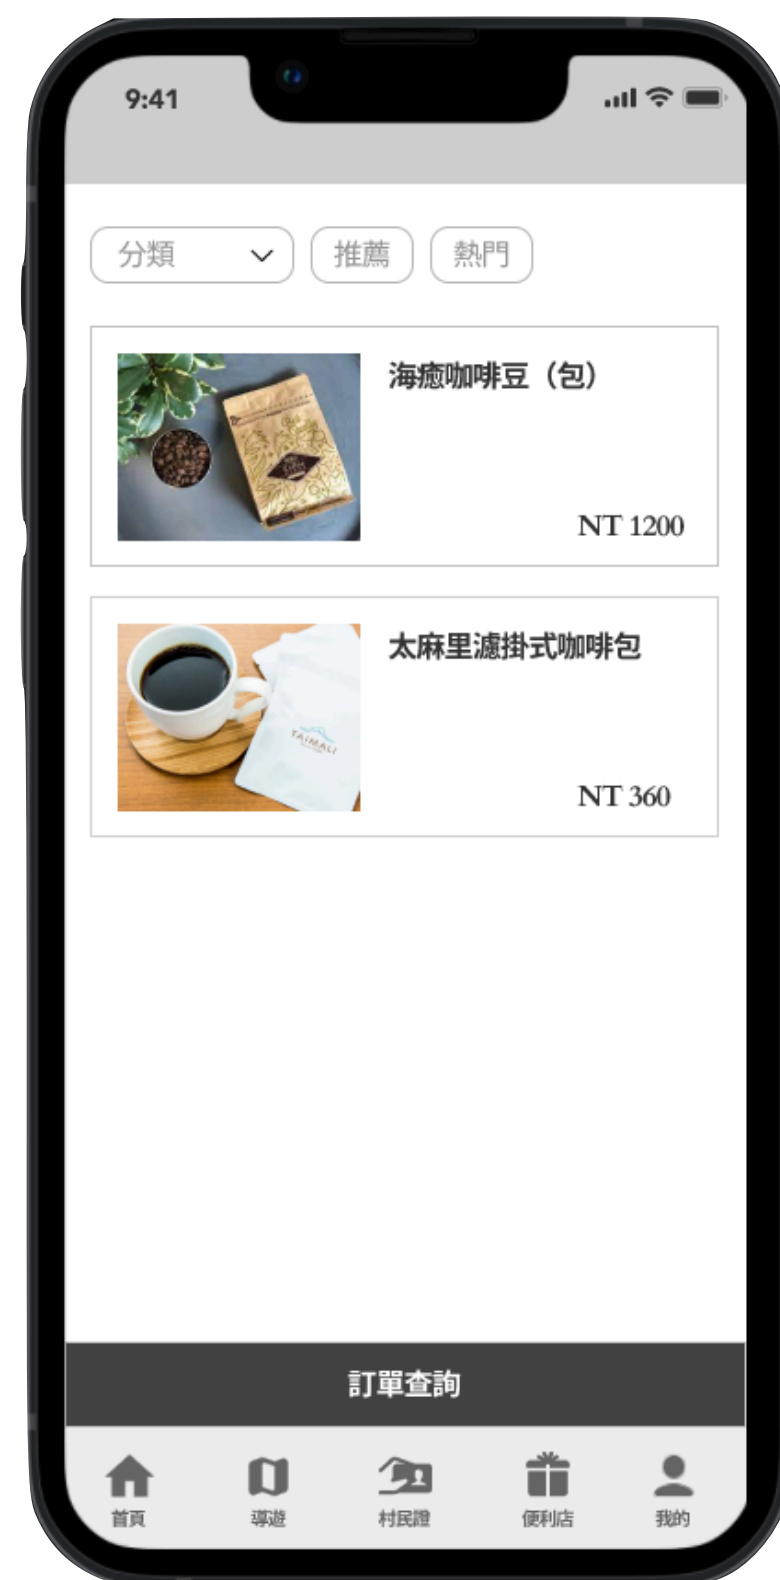 9:41
分類
推薦
熱門
海癒咖啡豆（包）
NT 1200
太麻里濾掛式咖啡包
TAIMALI
NT 360
訂單查詢
首頁
導遊
村民證
便利店
我的